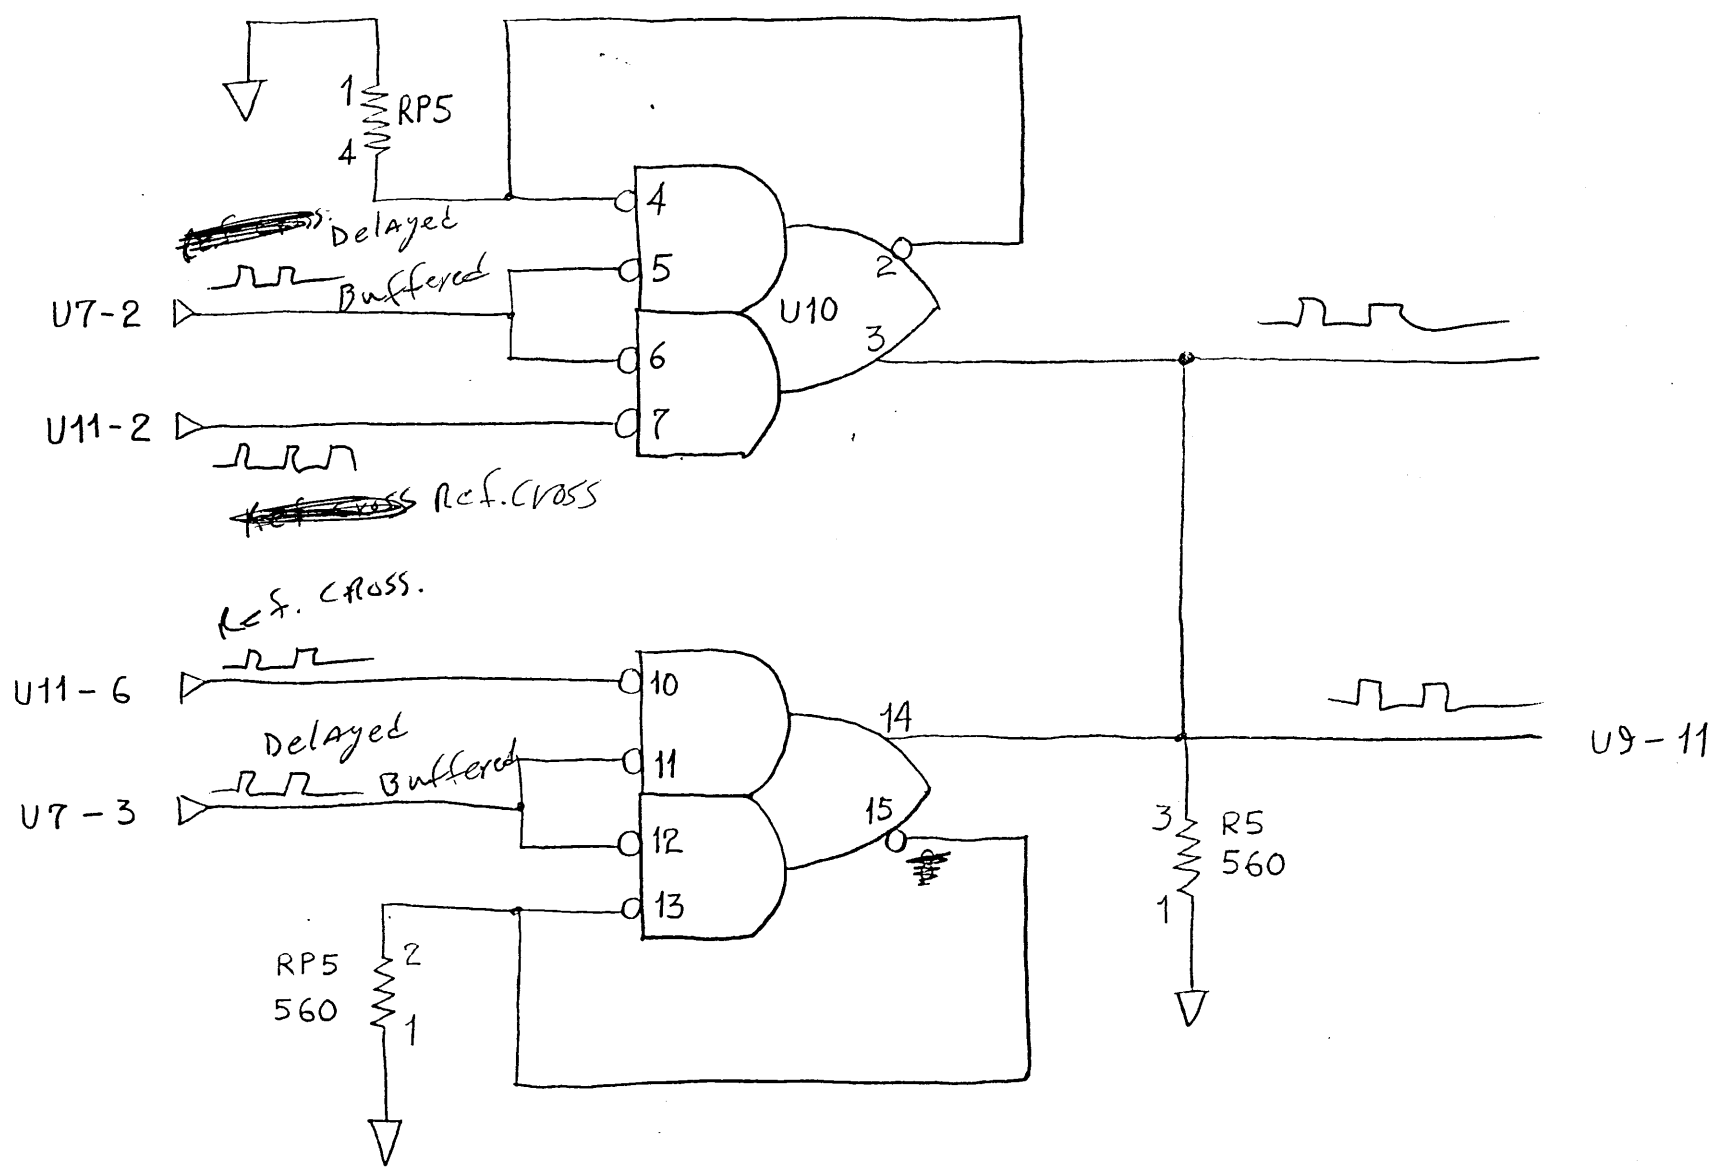 1
RP5
4
Delayed
Buffered
U7-2
U11-2
Ref. Cross
4
5
6
7
U10
2
3
Ref. Cross.
U11-6
Delayed
Buffered
U7-3
10
11
12
13
14
15
U9-11
3
R5
560
1
RP5
560
2
1